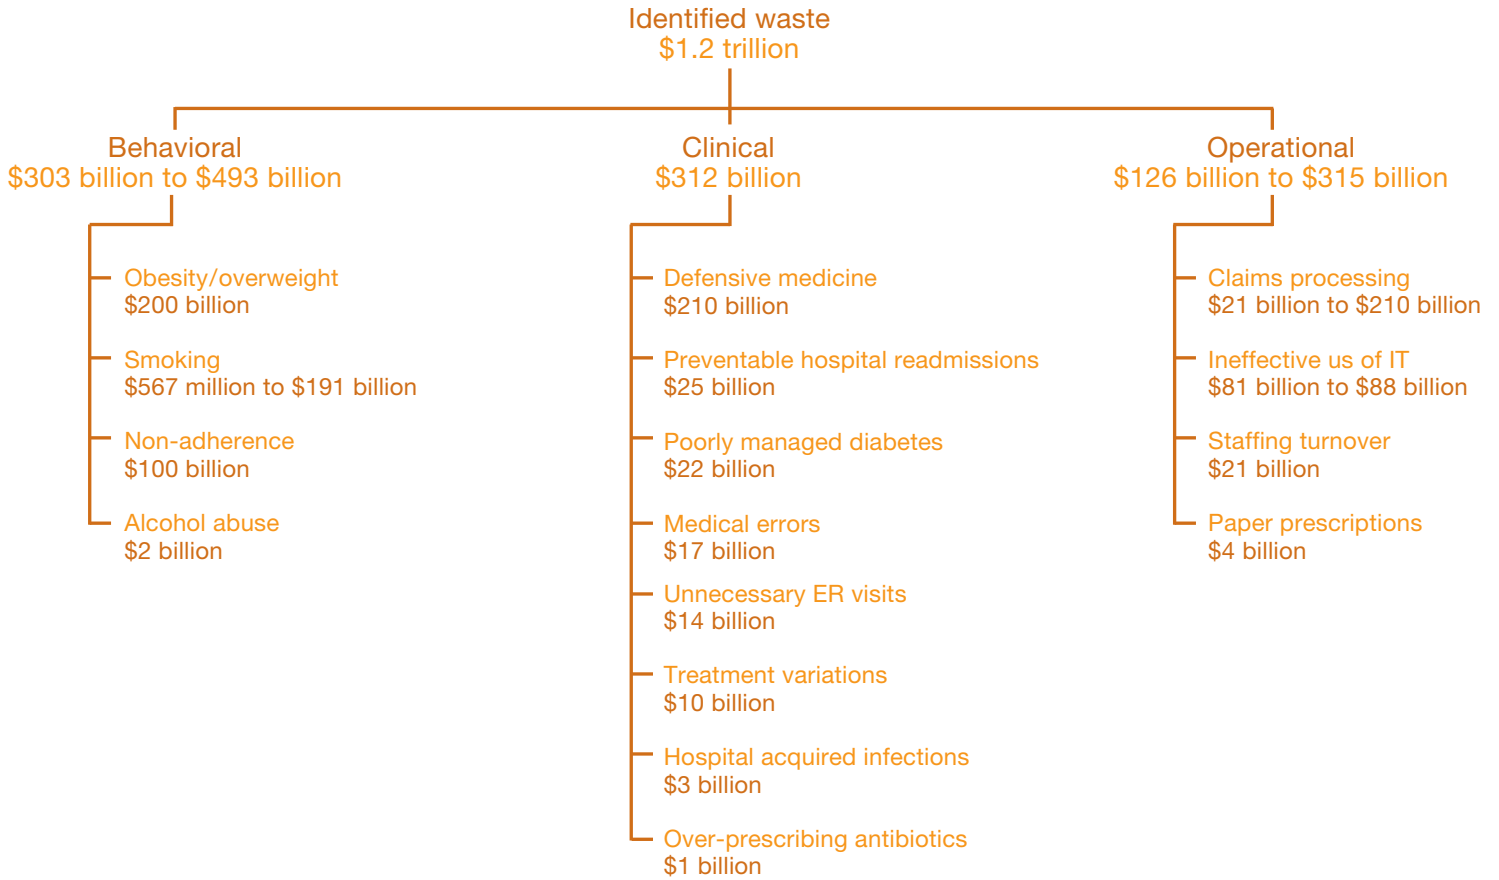 Identified waste
$1.2 trillion
Behavioral
$303 billion to $493 billion
Obesity/overweight
$200 billion
Smoking
$567 million to $191 billion
Non-adherence
$100 billion
Alcohol abuse
$2 billion
Clinical
$312 billion
Defensive medicine
$210 billion
Preventable hospital readmissions
$25 billion
Poorly managed diabetes
$22 billion
Medical errors
$17 billion
Unnecessary ER visits
$14 billion
Treatment variations
$10 billion
Hospital acquired infections
$3 billion
Over-prescribing antibiotics
$1 billion
Operational
$126 billion to $315 billion
Claims processing
$21 billion to $210 billion
Ineffective us of IT
$81 billion to $88 billion
Staffing turnover
$21 billion
Paper prescriptions
$4 billion